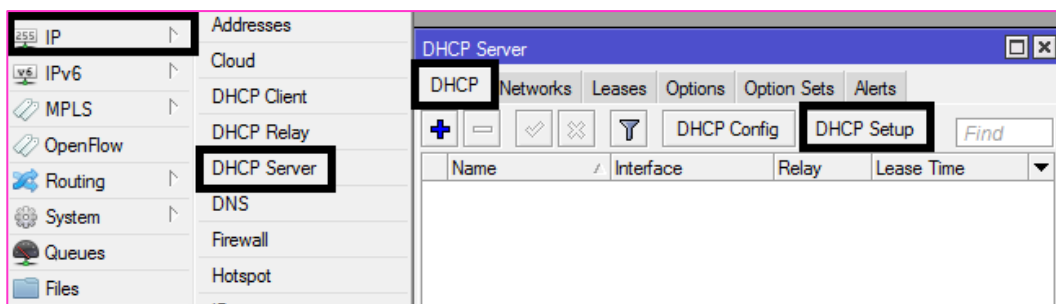 255 IP
v6 IPv6
MPLS
OpenFlow
Routing
System
Queues
Files
Addresses
Cloud
DHCP Client
DHCP Relay
DHCP Server
DNS
Firewall
Hotspot
DHCP Server
DHCP Networks Leases Options Option Sets Alerts
DHCP Config DHCP Setup Find
Name Interface Relay Lease Time